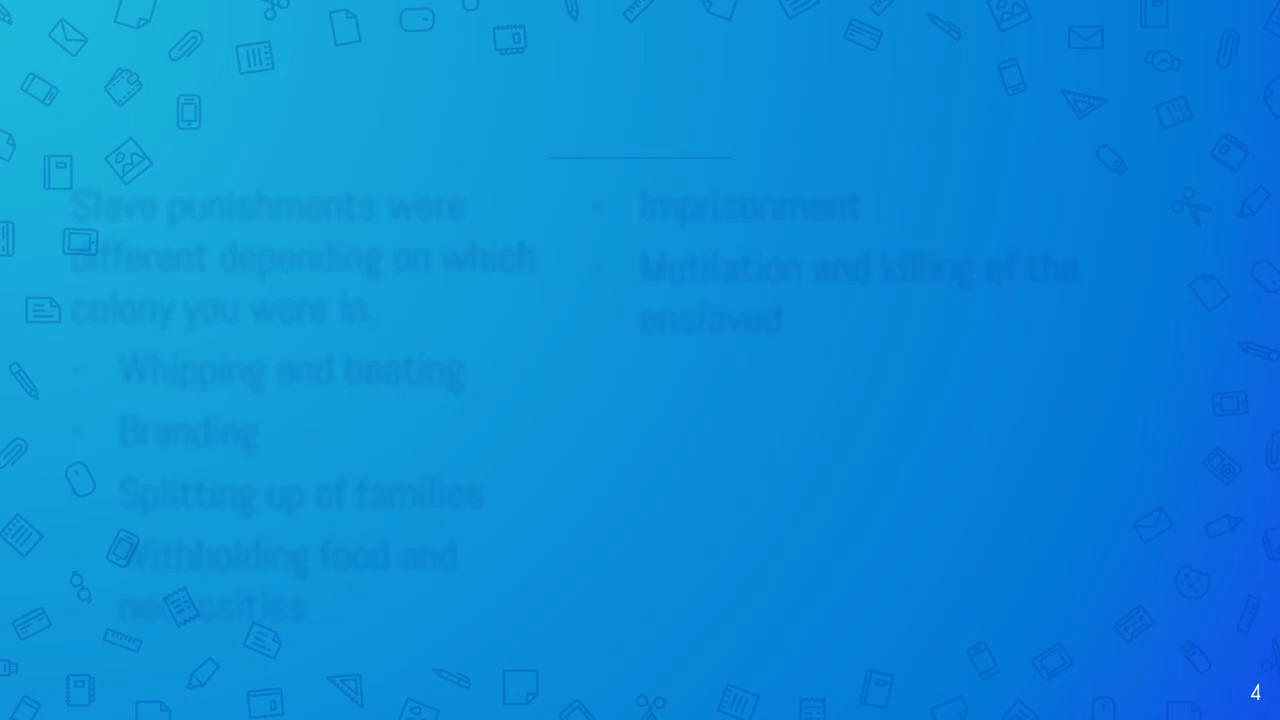 Slave punishments were
different depending on which
colony you were in.
Whipping and beating
Branding
Splitting up of families
Withholding food and
necessities
Imprisonment
Mutilation and killing of the
enslaved
4